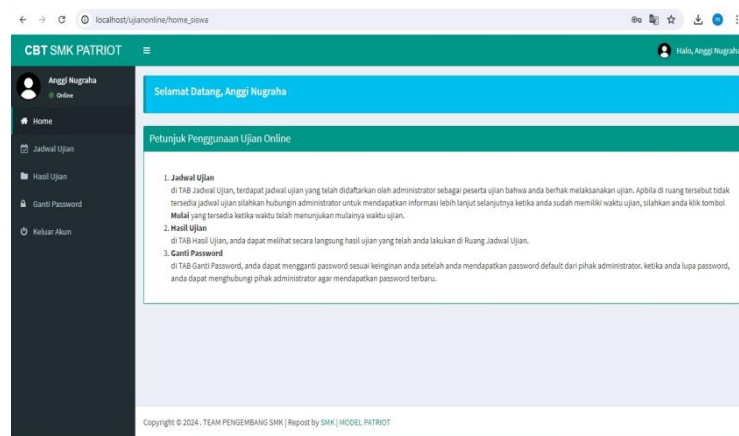 localhost/ujianonline/home_siswa
CBT SMK PATRIOT
Halo, Anggi Nugraha
Anggi Nugraha
Online
Selamat Datang, Anggi Nugraha
Home
Jadwal Ujian
Hasil Ujian
Ganti Password
Keluar Akun
Petunjuk Penggunaan Ujian Online
1. Jadwal Ujian
di TAB Jadwal Ujian, terdapat jadwal ujian yang telah didaftarkan oleh administrator sebagai peserta ujian bahwa anda berhak melaksanakan ujian. Apbila di ruang tersebut tidak
tersedia jadwal ujian silahkan hubungin administrator untuk mendapatkan informasi lebih lanjut selanjutnya ketika anda sudah memiliki waktu ujian, silahkan anda klik tombol
Mulai yang tersedia ketika waktu telah menunjukan mulainya waktu ujian.
2. Hasil Ujian
di TAB Hasil Ujian, anda dapat melihat secara langsung hasil ujian yang telah anda lakukan di Ruang Jadwal Ujian.
3. Ganti Password
di TAB Ganti Password, anda dapat mengganti password sesuai keinginan anda setelah anda mendapatkan password default dari pihak administrator. ketika anda lupa password,
anda dapat menghubungi pihak administrator agar mendapatkan password terbaru.
Copyright © 2024 . TEAM PENGEMBANG SMK | Repost by SMK | MODEL PATRIOT